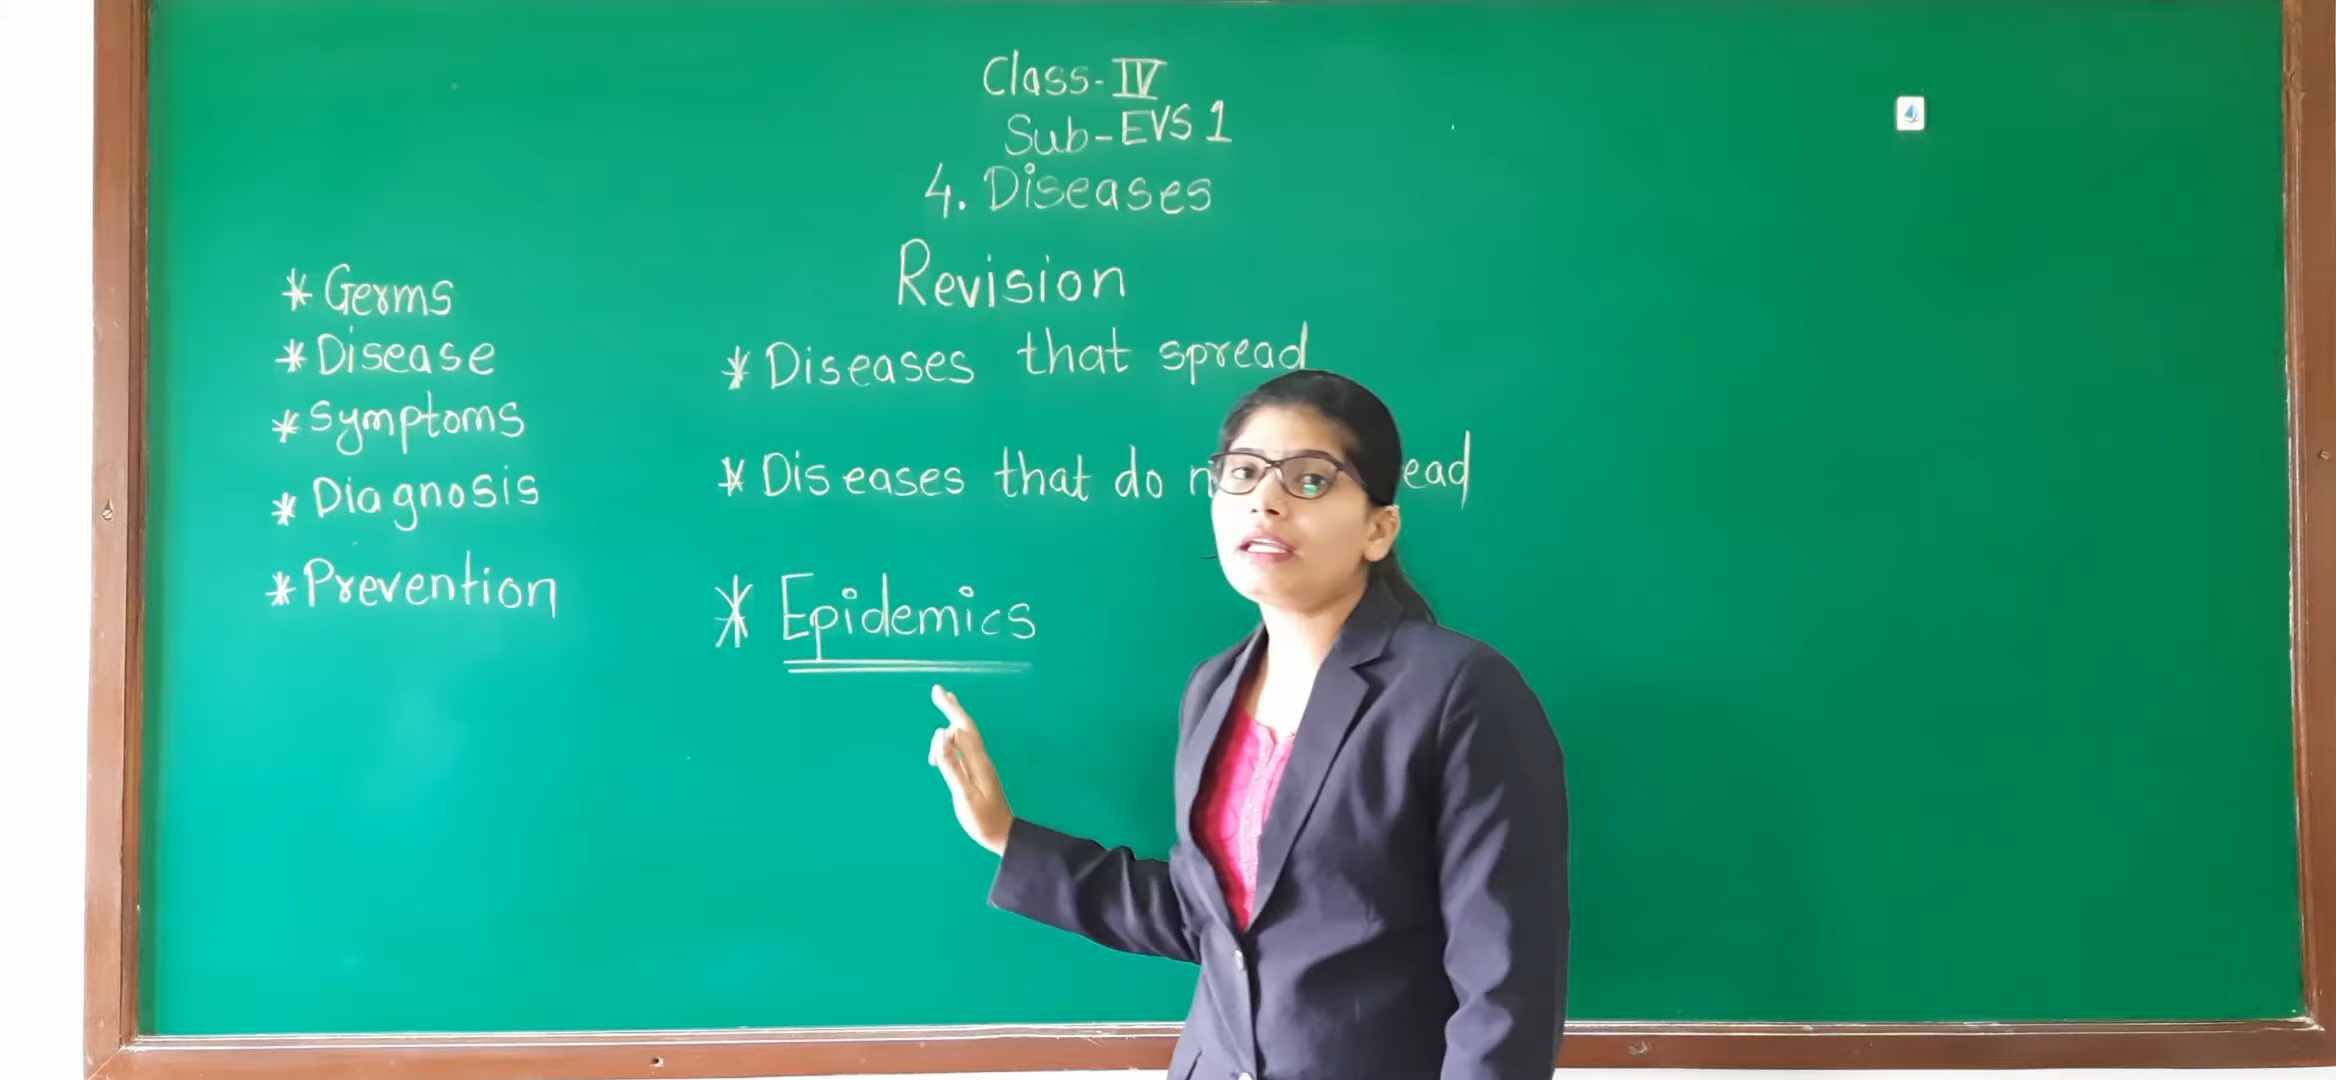 Class-IV
Sub-EVS 1
4. Diseases
Revision
* Germs
* Disease
* Symptoms
* Diagnosis
* Prevention
* Diseases that spread
* Diseases that do
* Epidemics